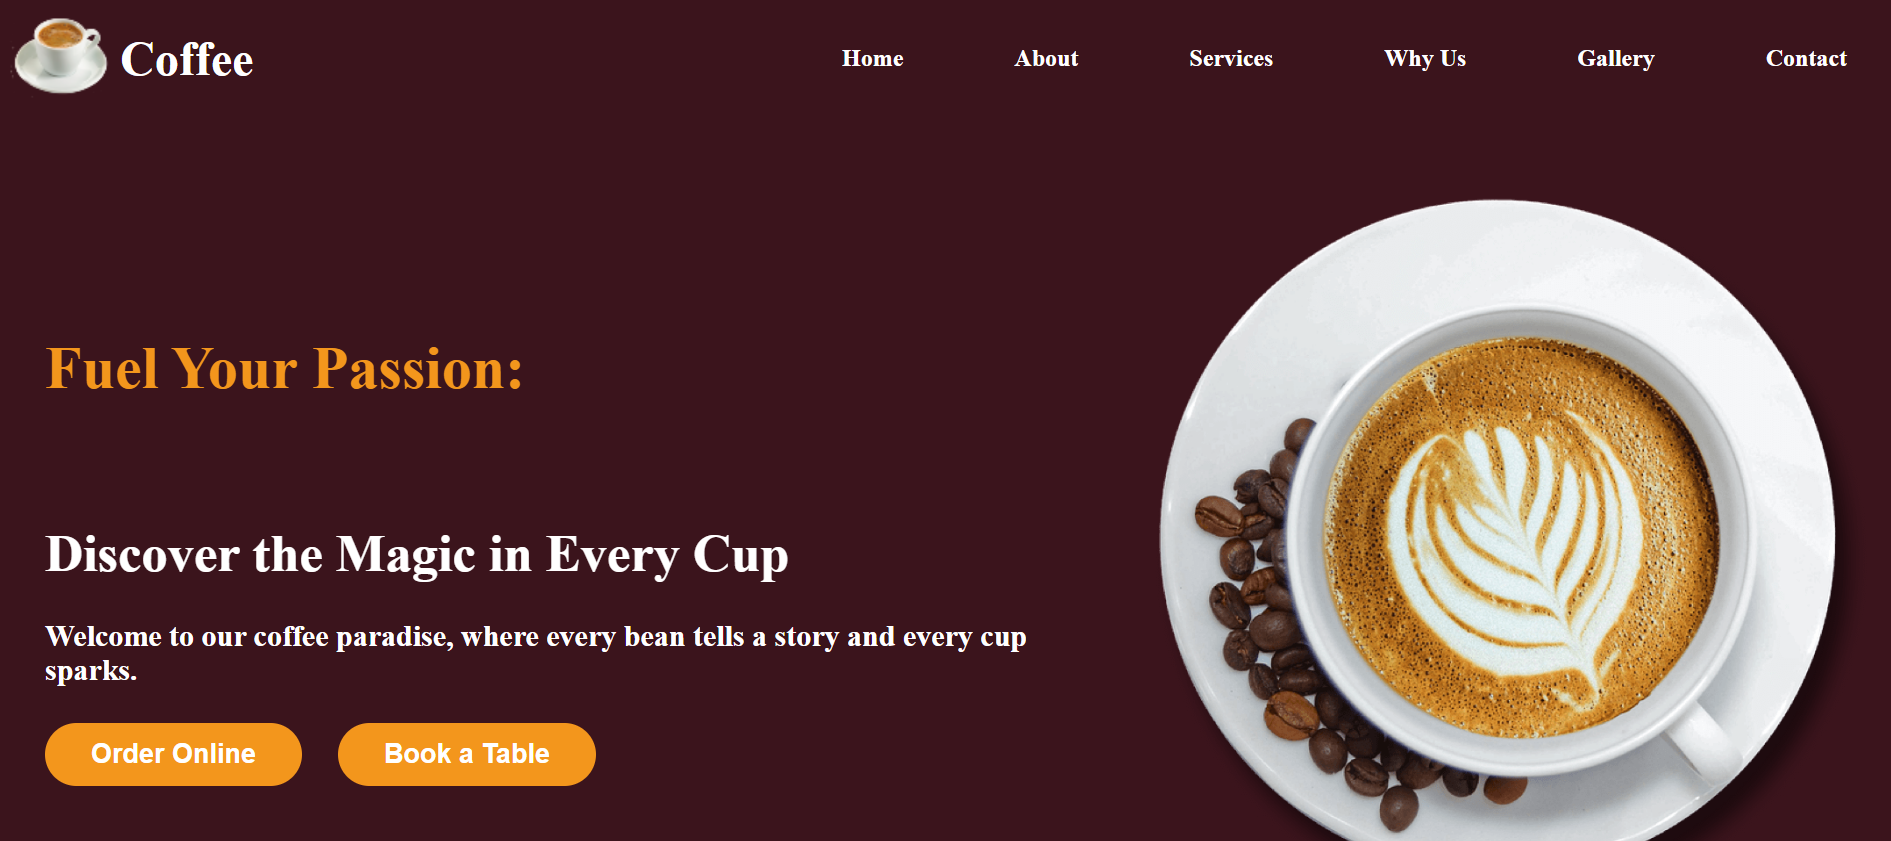 Coffee
Home
About
Services
Why Us
Gallery
Contact
Fuel Your Passion:
Discover the Magic in Every Cup
Welcome to our coffee paradise, where every bean tells a story and every cup
sparks.
Order Online
Book a Table